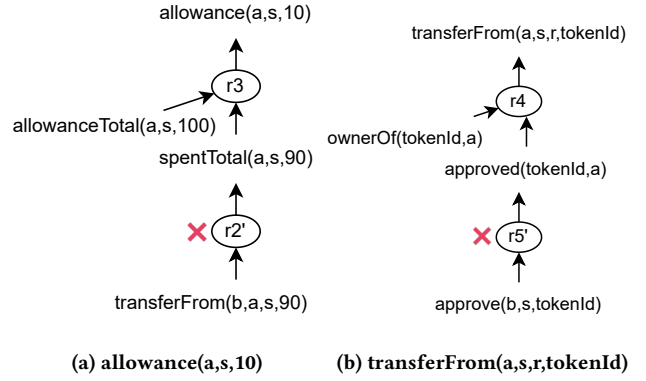 allowance(a,s,10)
r3
allowanceTotal(a,s,100)
spentTotal(a,s,90)
r2'
transferFrom(b,a,s,90)
(a) allowance(a,s,10)
transferFrom(a,s,r,tokenId)
r4
ownerOf(tokenId,a)
approved(tokenId,a)
r5'
approve(b,s,tokenId)
(b) transferFrom(a,s,r,tokenId)